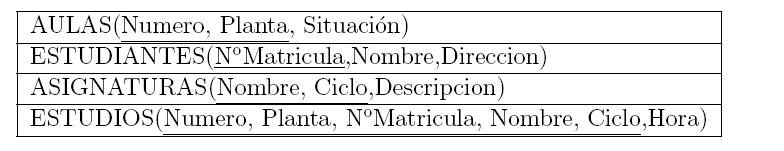 AULAS(Numero, Planta, Situación)
ESTUDIANTES(NºMatricula,Nombre,Direccion)
ASIGNATURAS(Nombre, Ciclo,Descripcion)
ESTUDIOS(Numero, Planta, NºMatricula, Nombre, Ciclo,Hora)